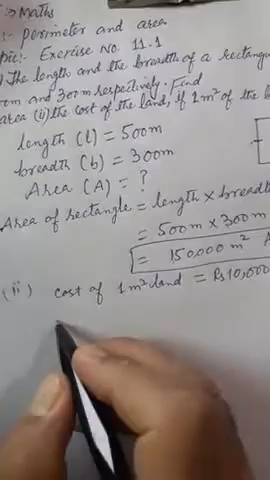 :- Maths
:- Perimeter and area
pic:- Exercise No. 11.1
) The length and the breadth of a rectangu
0m and 300m respectively. Find
area (ii) the cost of the land, if 1m² of the
length (l) = 500m
breadth (b) = 300m
Area (A) = ?
Area of rectangle = length × breadth
= 500m × 300m
= 150,000 m² A
(ii) cost of 1m² land = Rs10,000